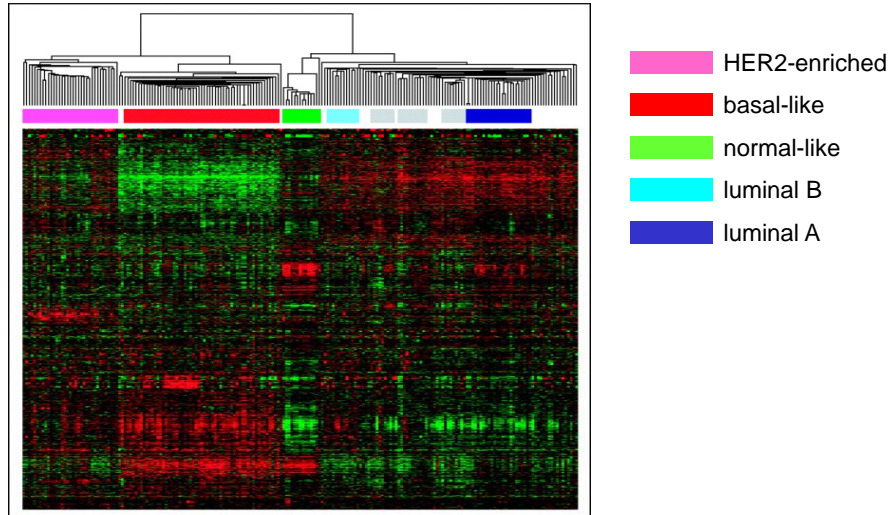 HER2-enriched
basal-like
normal-like
luminal B
luminal A